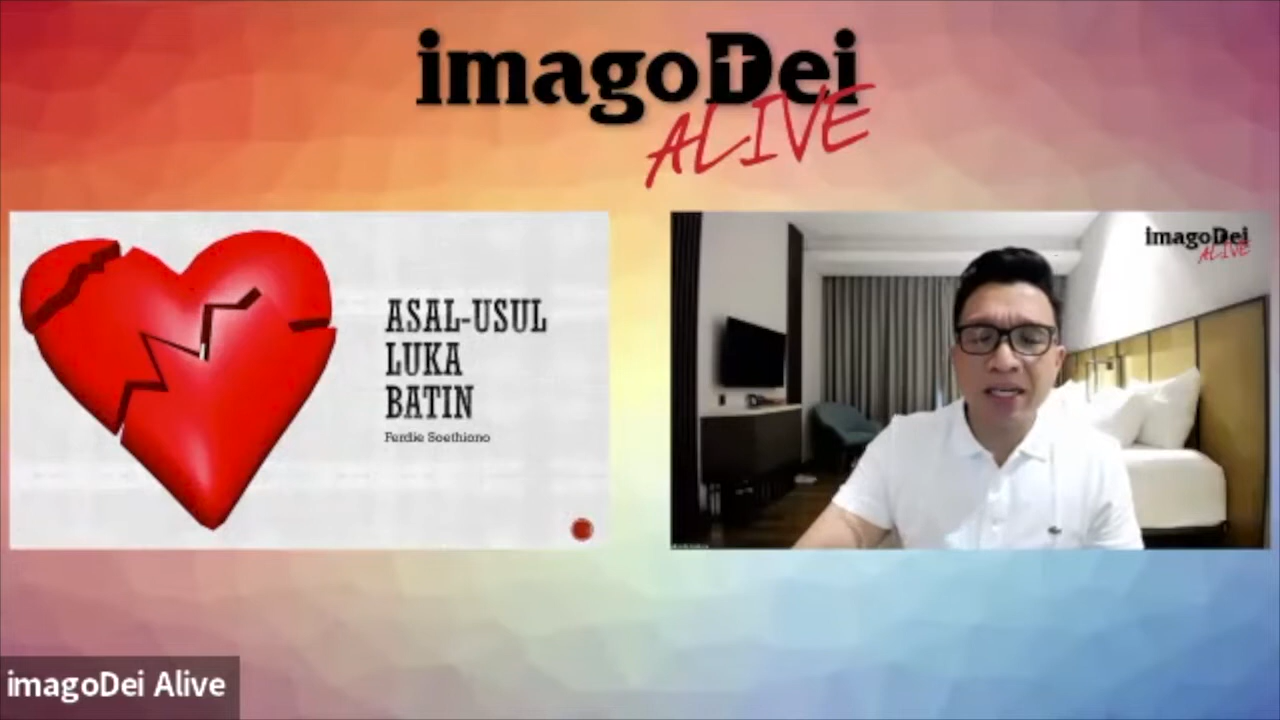 imagoDei
ALIVE
ASAL-USUL
LUKA
BATIN
Ferdie Soethiono
imagoDei
ALIVE
imagoDei Alive